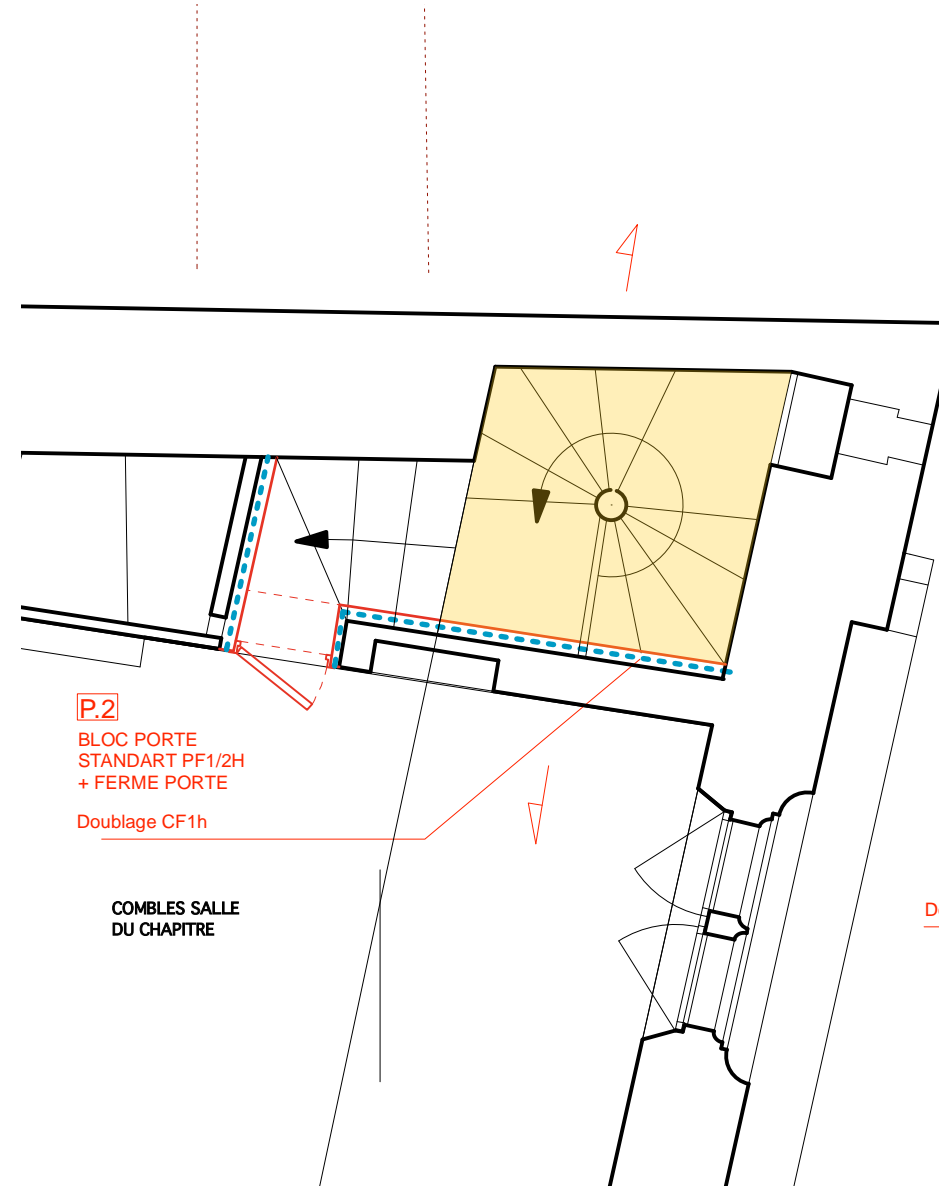 P.2
BLOC PORTE
STANDART PF1/2H
+ FERME PORTE
Doublage CF1h
COMBLES SALLE
DU CHAPITRE